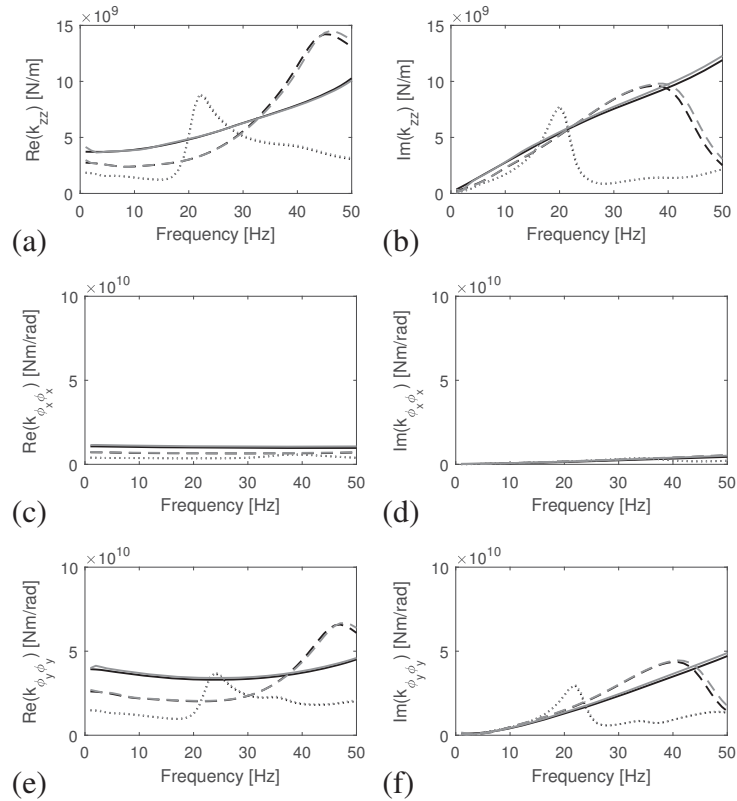 × 10^9
15
10
5
0
Re(k_zz) [N/m]
0 10 20 30 40 50
Frequency [Hz]
(a)
× 10^9
15
10
5
0
Im(k_zz) [N/m]
0 10 20 30 40 50
Frequency [Hz]
(b)
× 10^10
10
5
0
Re(k_ϕxϕx) [Nm/rad]
0 10 20 30 40 50
Frequency [Hz]
(c)
× 10^10
10
5
0
Im(k_ϕxϕx) [Nm/rad]
0 10 20 30 40 50
Frequency [Hz]
(d)
× 10^10
10
5
0
Re(k_ϕyϕy) [Nm/rad]
0 10 20 30 40 50
Frequency [Hz]
(e)
× 10^10
10
5
0
Im(k_ϕyϕy) [Nm/rad]
0 10 20 30 40 50
Frequency [Hz]
(f)